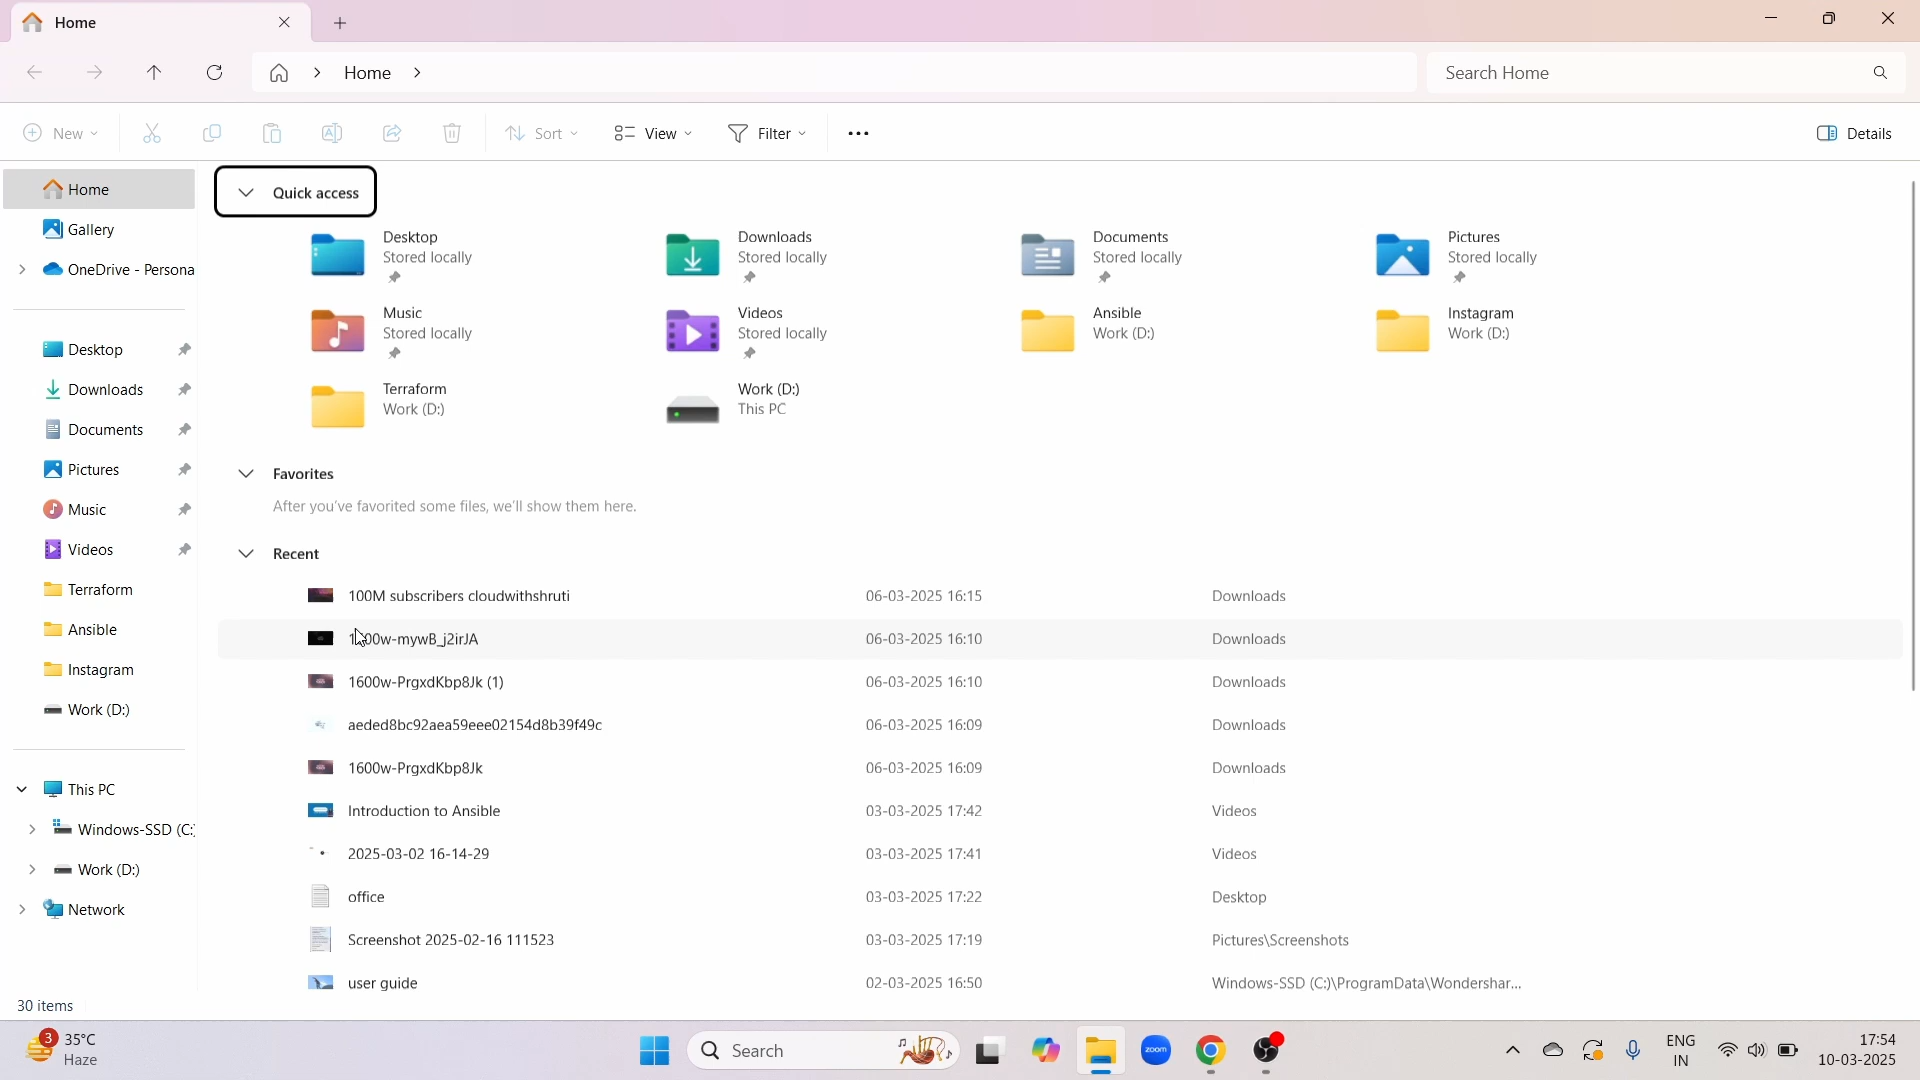 Home
Home
Search Home
New
Sort
View
Filter
Details
Home
Gallery
OneDrive - Persona
Desktop
Downloads
Documents
Pictures
Music
Videos
Terraform
Ansible
Instagram
Work (D:)
This PC
Windows-SSD (C:
Work (D:)
Network
Quick access
Desktop
Stored locally
Downloads
Stored locally
Documents
Stored locally
Pictures
Stored locally
Music
Stored locally
Videos
Stored locally
Ansible
Work (D:)
Instagram
Work (D:)
Terraform
Work (D:)
Work (D:)
This PC
Favorites
After you've favorited some files, we'll show them here.
Recent
100M subscribers cloudwithshruti 06-03-2025 16:15 Downloads
06-03-2025 16:10 Downloads
1600w-PrgxdKbp8Jk (1) 06-03-2025 16:10 Downloads
aeded8bc92aea59eee02154d8b39f49c 06-03-2025 16:09 Downloads
1600w-PrgxdKbp8Jk 06-03-2025 16:09 Downloads
Introduction to Ansible 03-03-2025 17:42 Videos
2025-03-02 16-14-29 03-03-2025 17:41 Videos
office 03-03-2025 17:22 Desktop
Screenshot 2025-02-16 111523 03-03-2025 17:19 Pictures\Screenshots
user guide 02-03-2025 16:50 Windows-SSD (C:)\ProgramData\Wondershar...
30 items
3
35°C
Haze
Search
zoom
ENG
IN
17:54
10-03-2025